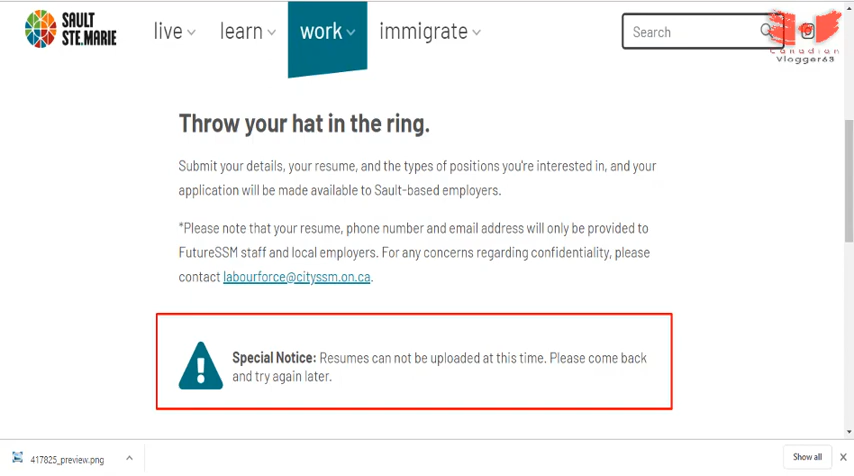 SAULT
STE.MARIE
live learn work immigrate
Search
Canadian
Vlogger63
Throw your hat in the ring.
Submit your details, your resume, and the types of positions you're interested in, and your
application will be made available to Sault-based employers.
*Please note that your resume, phone number and email address will only be provided to
FutureSSM staff and local employers. For any concerns regarding confidentiality, please
contact labourforce@cityssm.on.ca.
Special Notice: Resumes can not be uploaded at this time. Please come back
and try again later.
417825_preview.png
Show all